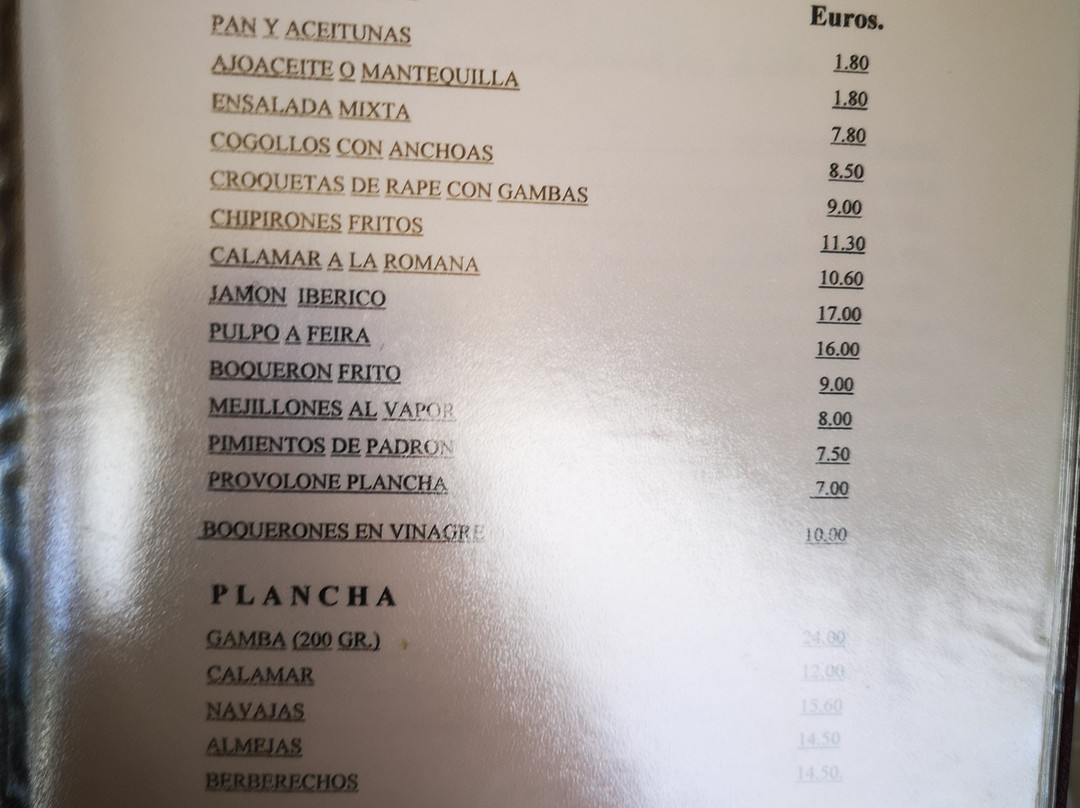 Euros.
PAN Y ACEITUNAS 1.80
AJOACEITE O MANTEQUILLA 1.80
ENSALADA MIXTA 7.80
COGOLLOS CON ANCHOAS 8.50
CROQUETAS DE RAPE CON GAMBAS 9.00
CHIPIRONES FRITOS 11.30
CALAMAR A LA ROMANA 10.60
JAMON IBERICO 17.00
PULPO A FEIRA 16.00
BOQUERON FRITO 9.00
MEJILLONES AL VAPOR 8.00
PIMIENTOS DE PADRON 7.50
PROVOLONE PLANCHA 7.00
BOQUERONES EN VINAGRE 10.00
PLANCHA
GAMBA (200 GR.) 24.00
CALAMAR 12.00
NAVAJAS 15.60
ALMEJAS 14.50
BERBERECHOS 14.50.